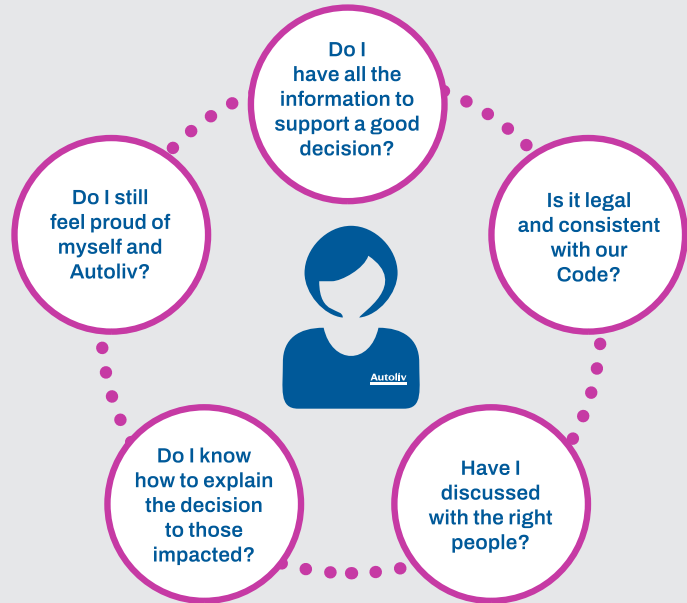 Do I
have all the
information to
support a good
decision?
Is it legal
and consistent
with our
Code?
Have I
discussed
with the right
people?
Do I know
how to explain
the decision
to those
impacted?
Do I still
feel proud of
myself and
Autoliv?
Autoliv